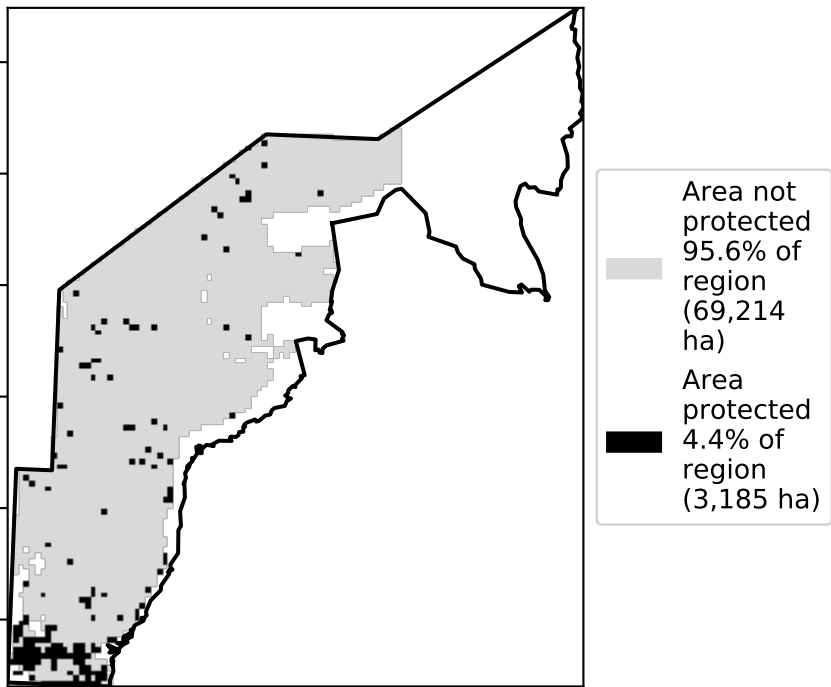 Area not
protected
95.6% of
region
(69,214
ha)
Area
protected
4.4% of
region
(3,185 ha)